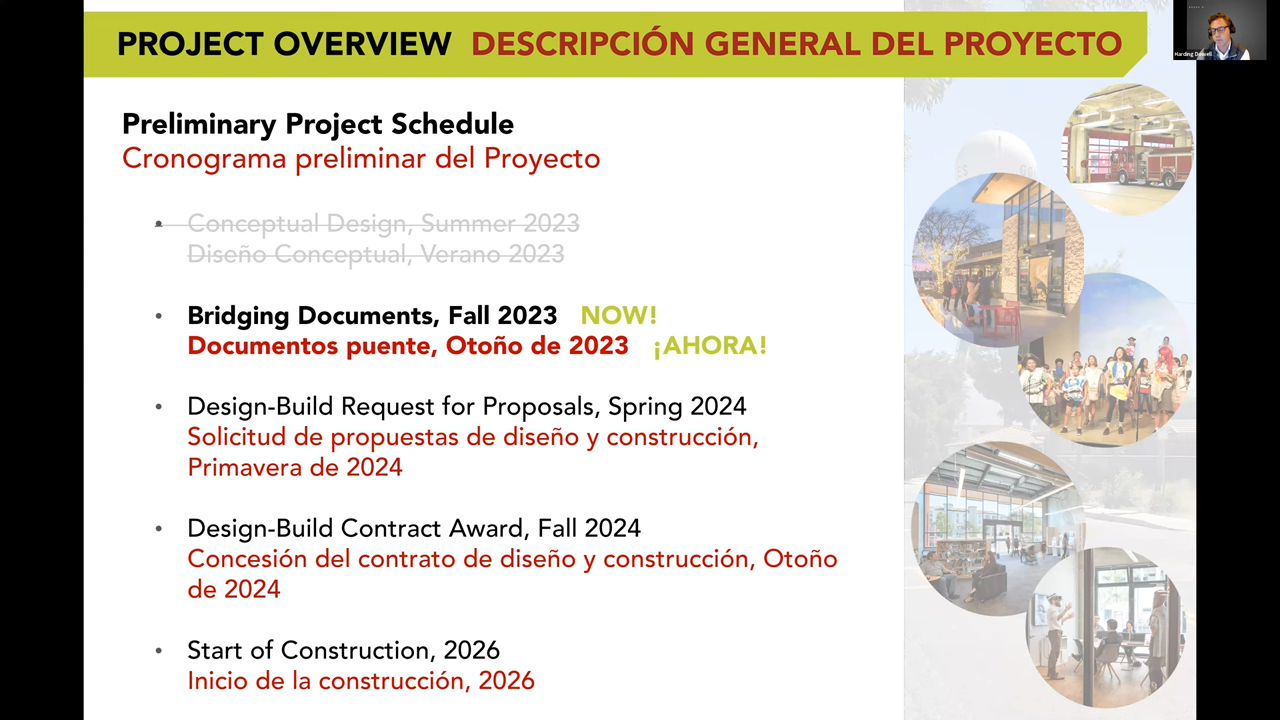 PROJECT OVERVIEW DESCRIPCIÓN GENERAL DEL PROYECTO
Harding Dowell
Preliminary Project Schedule
Cronograma preliminar del Proyecto
• Conceptual Design, Summer 2023
Diseño Conceptual, Verano 2023
• Bridging Documents, Fall 2023 NOW!
Documentos puente, Otoño de 2023 ¡AHORA!
• Design-Build Request for Proposals, Spring 2024
Solicitud de propuestas de diseño y construcción,
Primavera de 2024
• Design-Build Contract Award, Fall 2024
Concesión del contrato de diseño y construcción, Otoño
de 2024
• Start of Construction, 2026
Inicio de la construcción, 2026